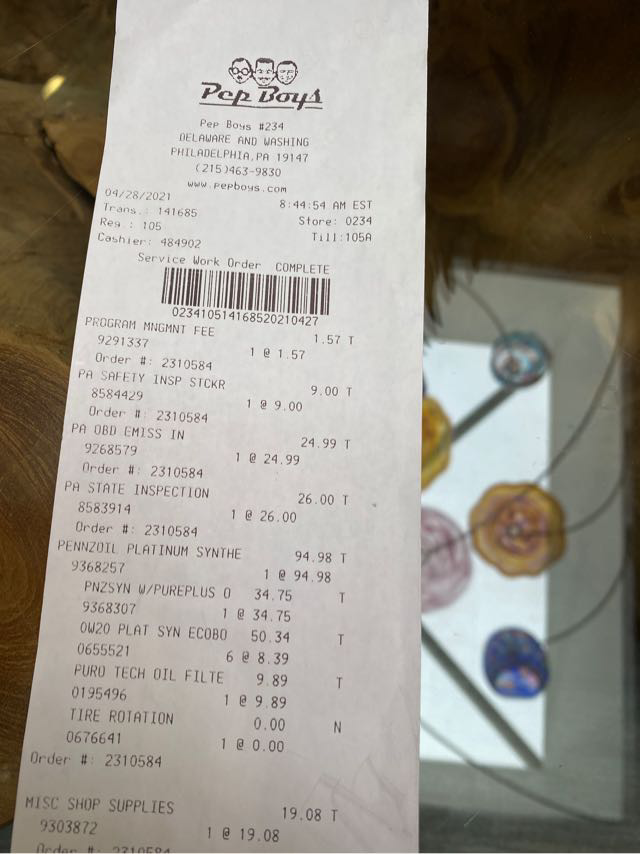 Pep Boys
Pep Boys #234
DELAWARE AND WASHING
PHILADELPHIA,PA 19147
(215)463-9830
www.pepboys.com
04/28/2021 8:44:54 AM EST
Trans.: 141685 Store: 0234
Reg : 105 Till:105A
Cashier: 484902
Service Work Order COMPLETE
02341051416852021​0427
PROGRAM MNGMNT FEE 1.57 T
9291337 1 @ 1.57
Order #: 2310584
PA SAFETY INSP STCKR 9.00 T
8584429 1 @ 9.00
Order #: 2310584
PA OBD EMISS IN 24.99 T
9268579 1 @ 24.99
Order #: 2310584
PA STATE INSPECTION 26.00 T
8583914 1 @ 26.00
Order #: 2310584
PENNZOIL PLATINUM SYNTHE 94.98 T
9368257 1 @ 94.98
PNZSYN W/PUREPLUS O 34.75 T
9368307 1 @ 34.75
0W20 PLAT SYN ECOBO 50.34 T
0655521 6 @ 8.39
PURO TECH OIL FILTE 9.89 T
0195496 1 @ 9.89
TIRE ROTATION 0.00 N
0676641 1 @ 0.00
Order #: 2310584
MISC SHOP SUPPLIES 19.08 T
9303872 1 @ 19.08
Order #: 2310584